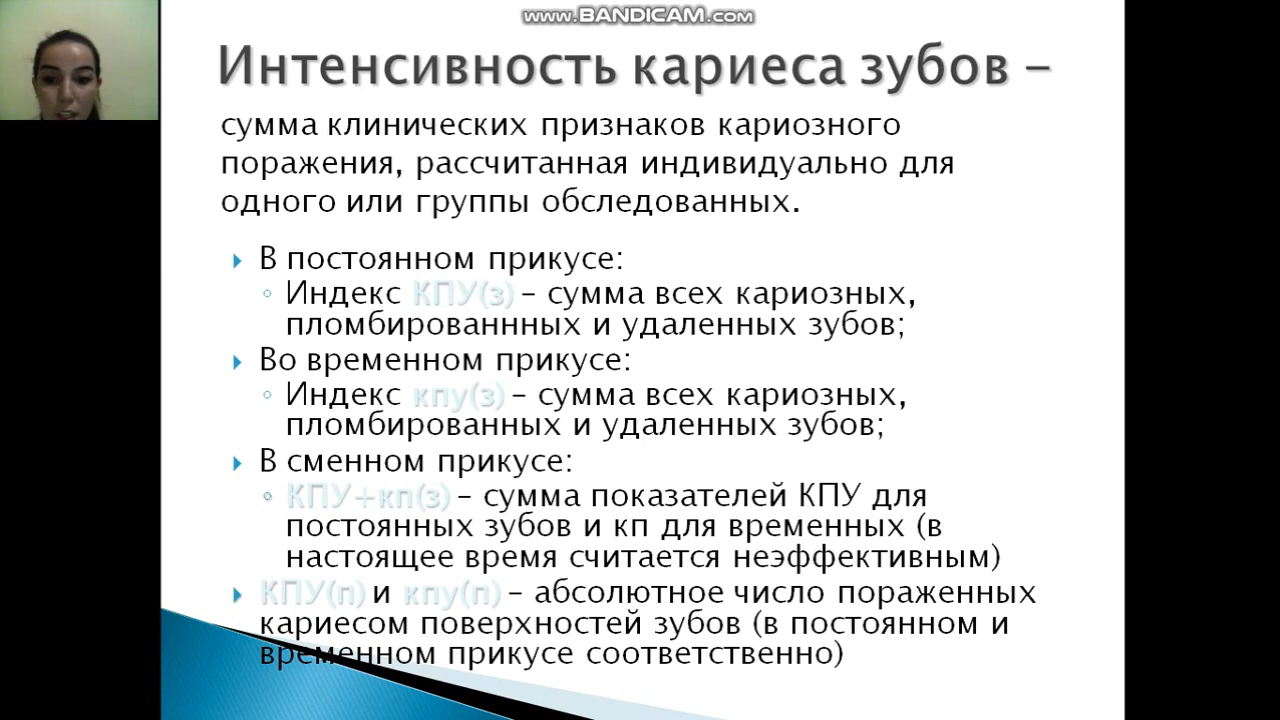 www.BANDICAM.com
Интенсивность кариеса зубов –
сумма клинических признаков кариозного
поражения, рассчитанная индивидуально для
одного или группы обследованных.
В постоянном прикусе:
Индекс КПУ(з) – сумма всех кариозных,
пломбированнных и удаленных зубов;
Во временном прикусе:
Индекс кпу(з) – сумма всех кариозных,
пломбированных и удаленных зубов;
В сменном прикусе:
КПУ+кп(з) – сумма показателей КПУ для
постоянных зубов и кп для временных (в
настоящее время считается неэффективным)
КПУ(п) и кпу(п) – абсолютное число пораженных
кариесом поверхностей зубов (в постоянном и
временном прикусе соответственно)